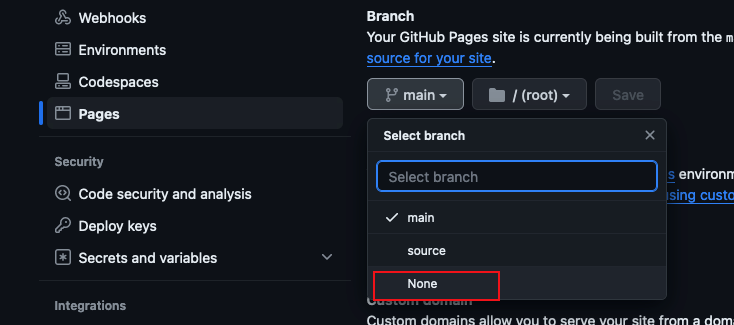 Webhooks
Environments
Codespaces
Pages
Security
Code security and analysis
Deploy keys
Secrets and variables
Integrations
Branch
Your GitHub Pages site is currently being built from the
source for your site.
main
/ (root)
Save
Select branch
Select branch
main
source
None
environm
using custo
Custom domain
Custom domains allow you to serve your site from a doma